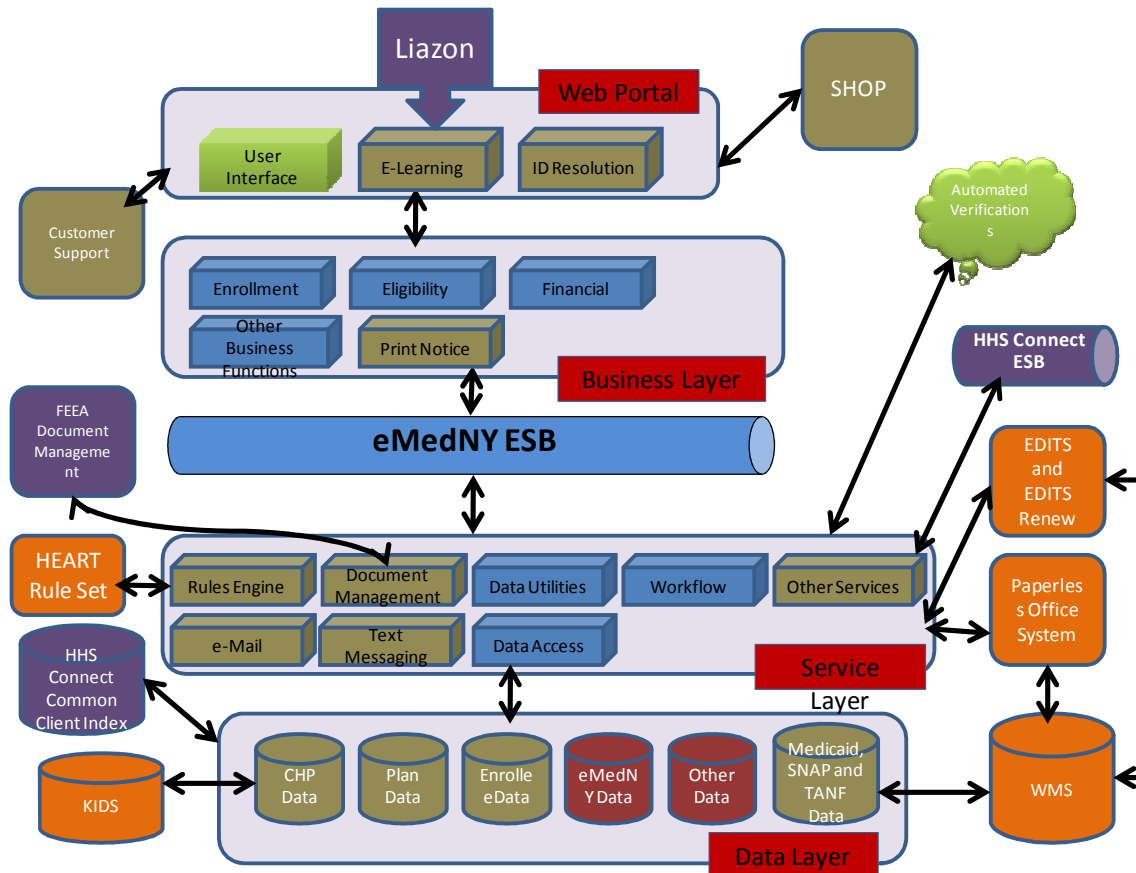 Liazon
Web Portal
SHOP
User
Interface
E-Learning
ID Resolution
Customer
Support
Automated
Verification
s
Enrollment
Eligibility
Financial
Other
Business
Functions
Print Notice
Business Layer
HHS Connect
ESB
FEEA
Document
Manageme
nt
eMedNY ESB
EDITS
and
EDITS
Renew
HEART
Rule Set
Rules Engine
Document
Management
Data Utilities
Workflow
Other Services
Paperles
s Office
System
e-Mail
Text
Messaging
Data Access
Service
Layer
HHS
Connect
Common
Client Index
KIDS
CHP
Data
Plan
Data
Enrolle
eData
eMedN
Y Data
Other
Data
Medicaid,
SNAP and
TANF
Data
WMS
Data Layer